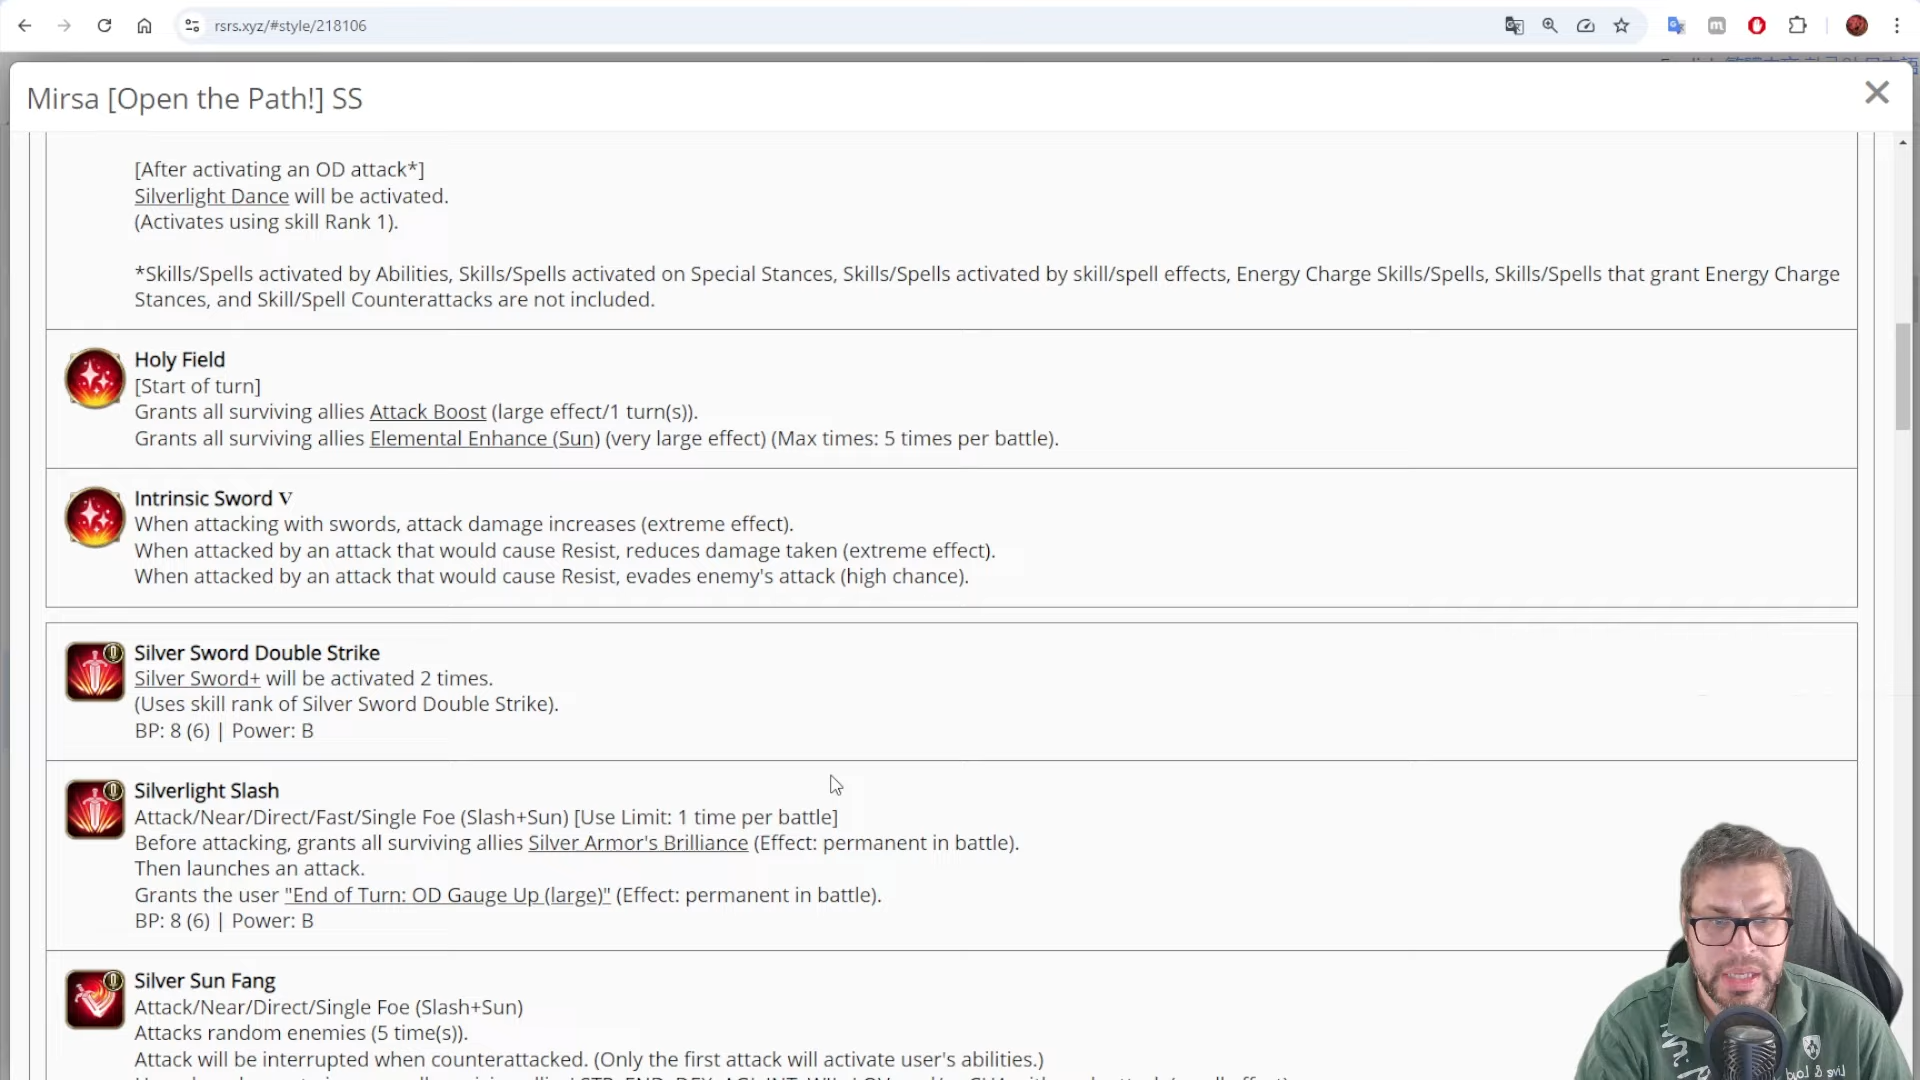 rsrs.xyz/#style/218106
Mirsa [Open the Path!] SS
[After activating an OD attack*]
Silverlight Dance will be activated.
(Activates using skill Rank 1).
*Skills/Spells activated by Abilities, Skills/Spells activated on Special Stances, Skills/Spells activated by skill/spell effects, Energy Charge Skills/Spells, Skills/Spells that grant Energy Charge
Stances, and Skill/Spell Counterattacks are not included.
Holy Field
[Start of turn]
Grants all surviving allies Attack Boost (large effect/1 turn(s)).
Grants all surviving allies Elemental Enhance (Sun) (very large effect) (Max times: 5 times per battle).
Intrinsic Sword V
When attacking with swords, attack damage increases (extreme effect).
When attacked by an attack that would cause Resist, reduces damage taken (extreme effect).
When attacked by an attack that would cause Resist, evades enemy's attack (high chance).
Silver Sword Double Strike
Silver Sword+ will be activated 2 times.
(Uses skill rank of Silver Sword Double Strike).
BP: 8 (6) | Power: B
Silverlight Slash
Attack/Near/Direct/Fast/Single Foe (Slash+Sun) [Use Limit: 1 time per battle]
Before attacking, grants all surviving allies Silver Armor's Brilliance (Effect: permanent in battle).
Then launches an attack.
Grants the user "End of Turn: OD Gauge Up (large)" (Effect: permanent in battle).
BP: 8 (6) | Power: B
Silver Sun Fang
Attack/Near/Direct/Single Foe (Slash+Sun)
Attacks random enemies (5 time(s)).
Attack will be interrupted when counterattacked. (Only the first attack will activate user's abilities.)